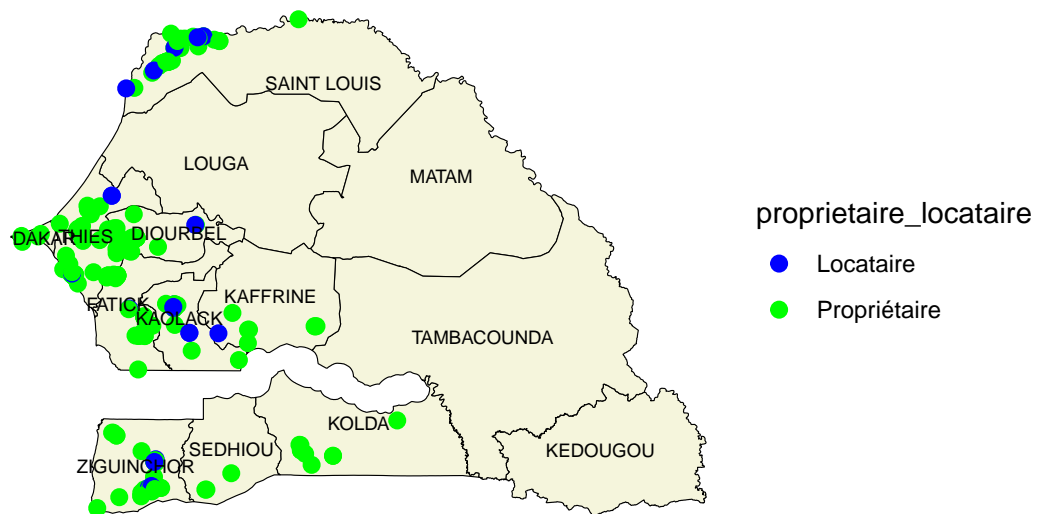 SAINT LOUIS
LOUGA
MATAM
DAKAR
THIES
DIOURBEL
FATICK
KAOLACK
KAFFRINE
TAMBACOUNDA
ZIGUINCHOR
SEDHIOU
KOLDA
KEDOUGOU
proprietaire_locataire
Locataire
Propriétaire